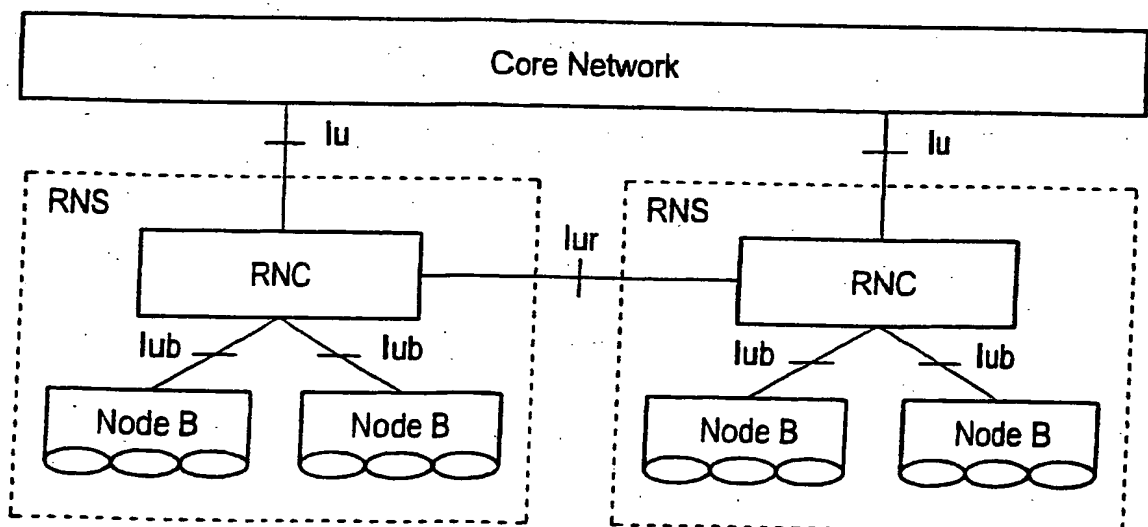 Core Network
Iu
Iu
RNS
RNS
Iur
RNC
RNC
Iub
Iub
Iub
Iub
Node B
Node B
Node B
Node B